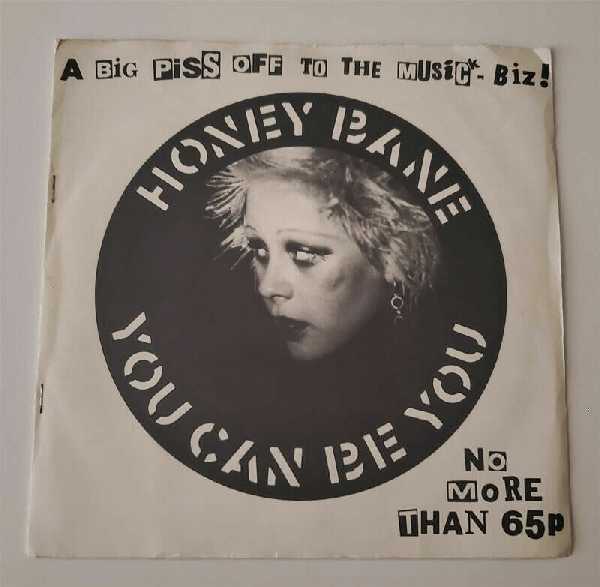 A BiG PiSS OFF TO THE MUSiC*- BiZ!
HONEY BANE
YOU CAN BE YOU
NO
MoRE
THAN 65p